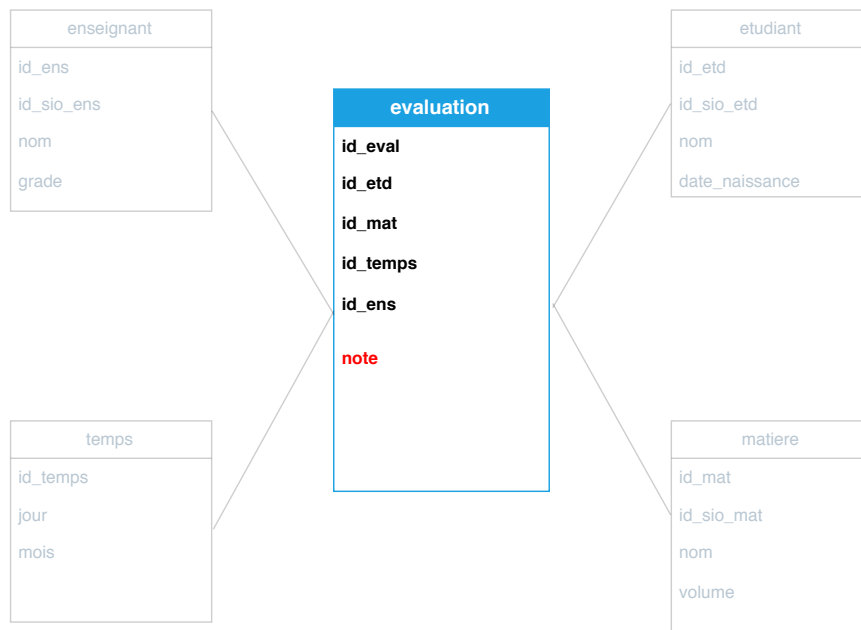 enseignant
id_ens
id_sio_ens
nom
grade
evaluation
id_eval
id_etd
id_mat
id_temps
id_ens
note
etudiant
id_etd
id_sio_etd
nom
date_naissance
temps
id_temps
jour
mois
matiere
id_mat
id_sio_mat
nom
volume